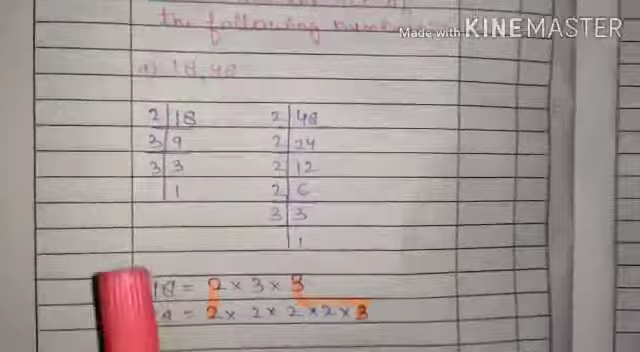 the following numbers
Made with KINEMASTER
a) 18, 48
2 | 18
3 | 9
3 | 3
1
2 | 48
2 | 24
2 | 12
2 | 6
3 | 3
1
18 = 2 × 3 × 3
= 2 × 2 × 2 × 2 × 3